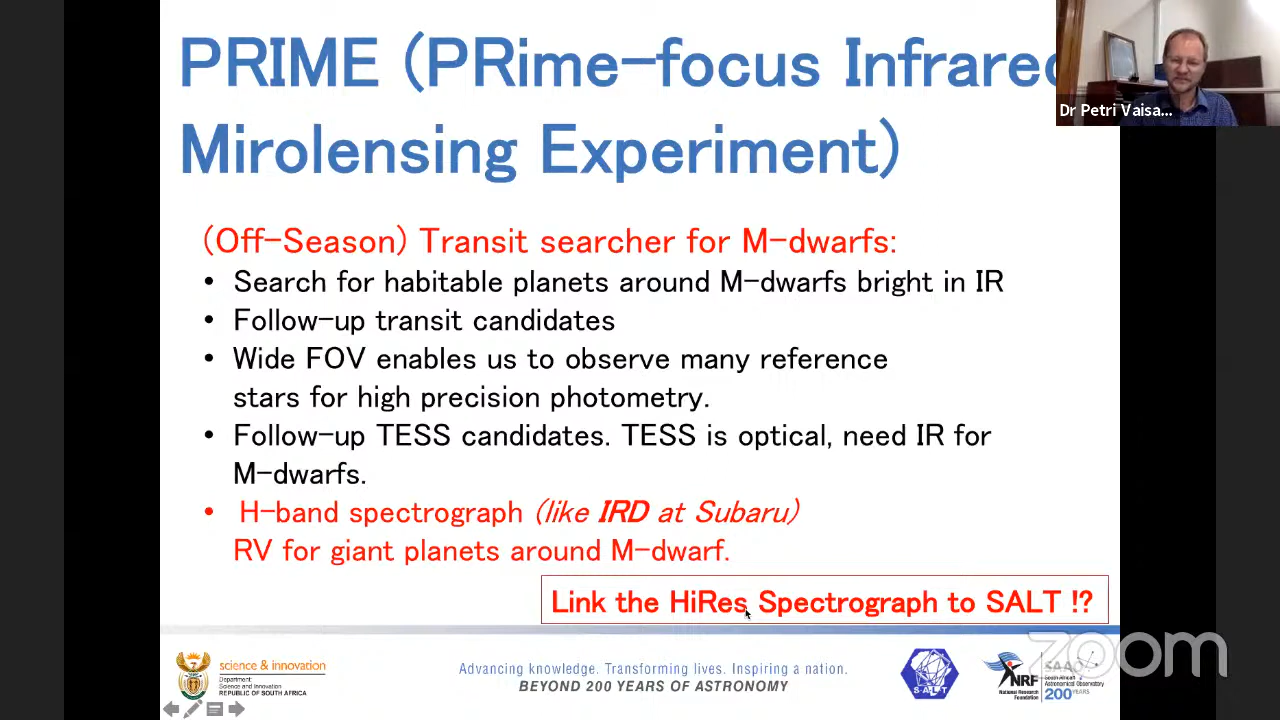 PRIME (PRime-focus Infrared
Mirolensing Experiment)
Dr Petri Vaisa...
(Off-Season) Transit searcher for M-dwarfs:
• Search for habitable planets around M-dwarfs bright in IR
• Follow-up transit candidates
• Wide FOV enables us to observe many reference
stars for high precision photometry.
• Follow-up TESS candidates. TESS is optical, need IR for
M-dwarfs.
• H-band spectrograph (like IRD at Subaru)
RV for giant planets around M-dwarf.
Link the HiRes Spectrograph to SALT !?
science & innovation
Department:
Science and Innovation
REPUBLIC OF SOUTH AFRICA
Advancing knowledge. Transforming lives. Inspiring a nation.
BEYOND 200 YEARS OF ASTRONOMY
SALT
NRF
National Research
Foundation
SAAO
South African
Astronomical Observatory
200 YEARS
zoom